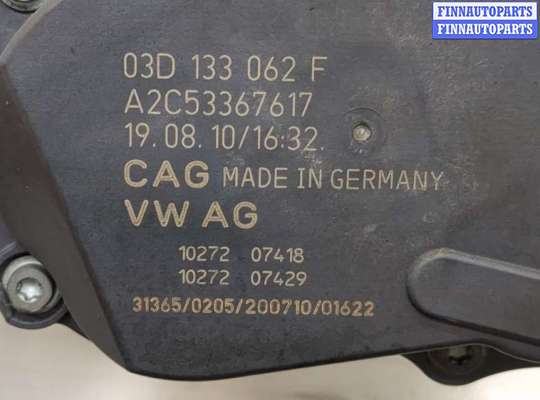 FINNAUTOPARTS
FINNAUTOPARTS
03D 133 062 F
A2C53367617
19.08.10/16:32.
CAG MADE IN GERMANY
VW AG
10272 07418
10272 07429
31365/0205/200710/01622